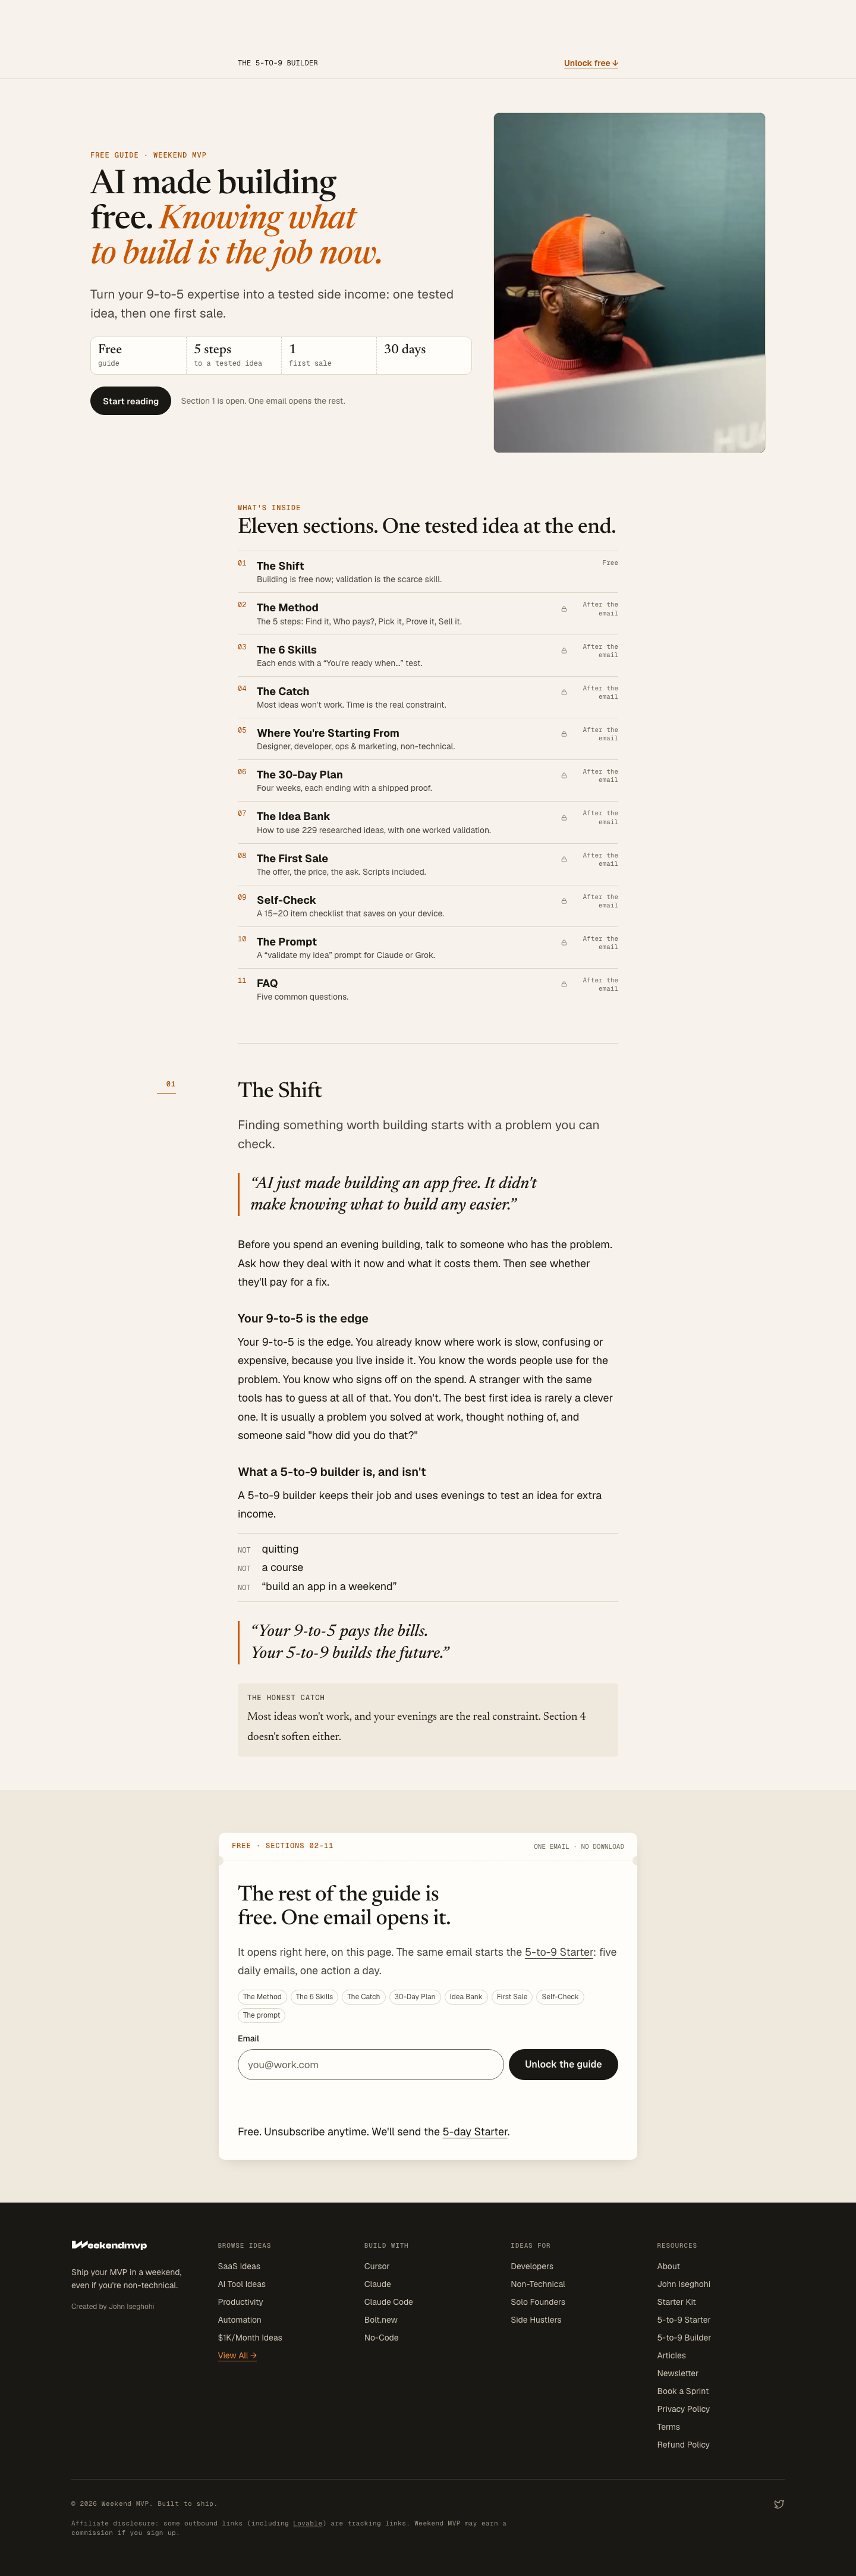 THE 5-TO-9 BUILDER
Unlock free ↓
FREE GUIDE · WEEKEND MVP
AI made building
free. Knowing what
to build is the job now.
Turn your 9-to-5 expertise into a tested side income: one tested
idea, then one first sale.
Free
guide
5 steps
to a tested idea
1
first sale
30 days
Start reading
Section 1 is open. One email opens the rest.
WHAT'S INSIDE
Eleven sections. One tested idea at the end.
01
The Shift
Free
Building is free now; validation is the scarce skill.
02
The Method
After the
email
The 5 steps: Find it, Who pays?, Pick it, Prove it, Sell it.
03
The 6 Skills
After the
email
Each ends with a “You're ready when…” test.
04
The Catch
After the
email
Most ideas won't work. Time is the real constraint.
05
Where You're Starting From
After the
email
Designer, developer, ops & marketing, non-technical.
06
The 30-Day Plan
After the
email
Four weeks, each ending with a shipped proof.
07
The Idea Bank
After the
email
How to use 229 researched ideas, with one worked validation.
08
The First Sale
After the
email
The offer, the price, the ask. Scripts included.
09
Self-Check
After the
email
A 15–20 item checklist that saves on your device.
10
The Prompt
After the
email
A “validate my idea” prompt for Claude or Grok.
11
FAQ
After the
email
Five common questions.
01
The Shift
Finding something worth building starts with a problem you can
check.
“AI just made building an app free. It didn't
make knowing what to build any easier.”
Before you spend an evening building, talk to someone who has the problem.
Ask how they deal with it now and what it costs them. Then see whether
they'll pay for a fix.
Your 9-to-5 is the edge
Your 9-to-5 is the edge. You already know where work is slow, confusing or
expensive, because you live inside it. You know the words people use for the
problem. You know who signs off on the spend. A stranger with the same
tools has to guess at all of that. You don't. The best first idea is rarely a clever
one. It is usually a problem you solved at work, thought nothing of, and
someone said "how did you do that?"
What a 5-to-9 builder is, and isn't
A 5-to-9 builder keeps their job and uses evenings to test an idea for extra
income.
NOT quitting
NOT a course
NOT “build an app in a weekend”
“Your 9-to-5 pays the bills.
Your 5-to-9 builds the future.”
THE HONEST CATCH
Most ideas won't work, and your evenings are the real constraint. Section 4
doesn't soften either.
FREE · SECTIONS 02–11
ONE EMAIL · NO DOWNLOAD
The rest of the guide is
free. One email opens it.
It opens right here, on this page. The same email starts the 5-to-9 Starter: five
daily emails, one action a day.
The Method
The 6 Skills
The Catch
30-Day Plan
Idea Bank
First Sale
Self-Check
The prompt
Email
you@work.com
Unlock the guide
Free. Unsubscribe anytime. We'll send the 5-day Starter.
Weekendmvp
Ship your MVP in a weekend,
even if you're non-technical.
Created by John Iseghohi
BROWSE IDEAS
SaaS Ideas
AI Tool Ideas
Productivity
Automation
$1K/Month Ideas
View All →
BUILD WITH
Cursor
Claude
Claude Code
Bolt.new
No-Code
IDEAS FOR
Developers
Non-Technical
Solo Founders
Side Hustlers
RESOURCES
About
John Iseghohi
Starter Kit
5-to-9 Starter
5-to-9 Builder
Articles
Newsletter
Book a Sprint
Privacy Policy
Terms
Refund Policy
© 2026 Weekend MVP. Built to ship.
Affiliate disclosure: some outbound links (including Lovable) are tracking links. Weekend MVP may earn a
commission if you sign up.